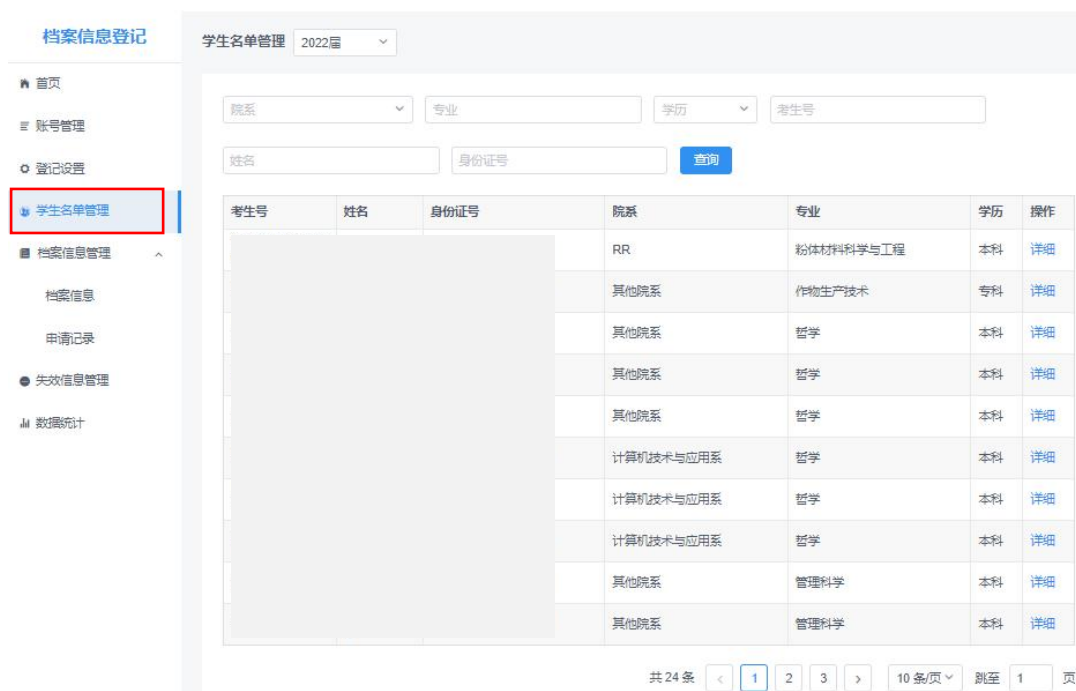 档案信息登记
首页
账号管理
登记设置
学生名单管理
档案信息管理
档案信息
申请记录
失效信息管理
数据统计
学生名单管理 2022届
院系 专业 学历 考生号
姓名 身份证号 查询
考生号 姓名 身份证号 院系 专业 学历 操作
RR 粉体材料科学与工程 本科 详细
其他院系 作物生产技术 专科 详细
其他院系 哲学 本科 详细
其他院系 哲学 本科 详细
其他院系 哲学 本科 详细
计算机技术与应用系 哲学 本科 详细
计算机技术与应用系 哲学 本科 详细
计算机技术与应用系 哲学 本科 详细
其他院系 管理科学 本科 详细
其他院系 管理科学 本科 详细
共 24 条 < 1 2 3 > 10 条/页 跳至 1 页